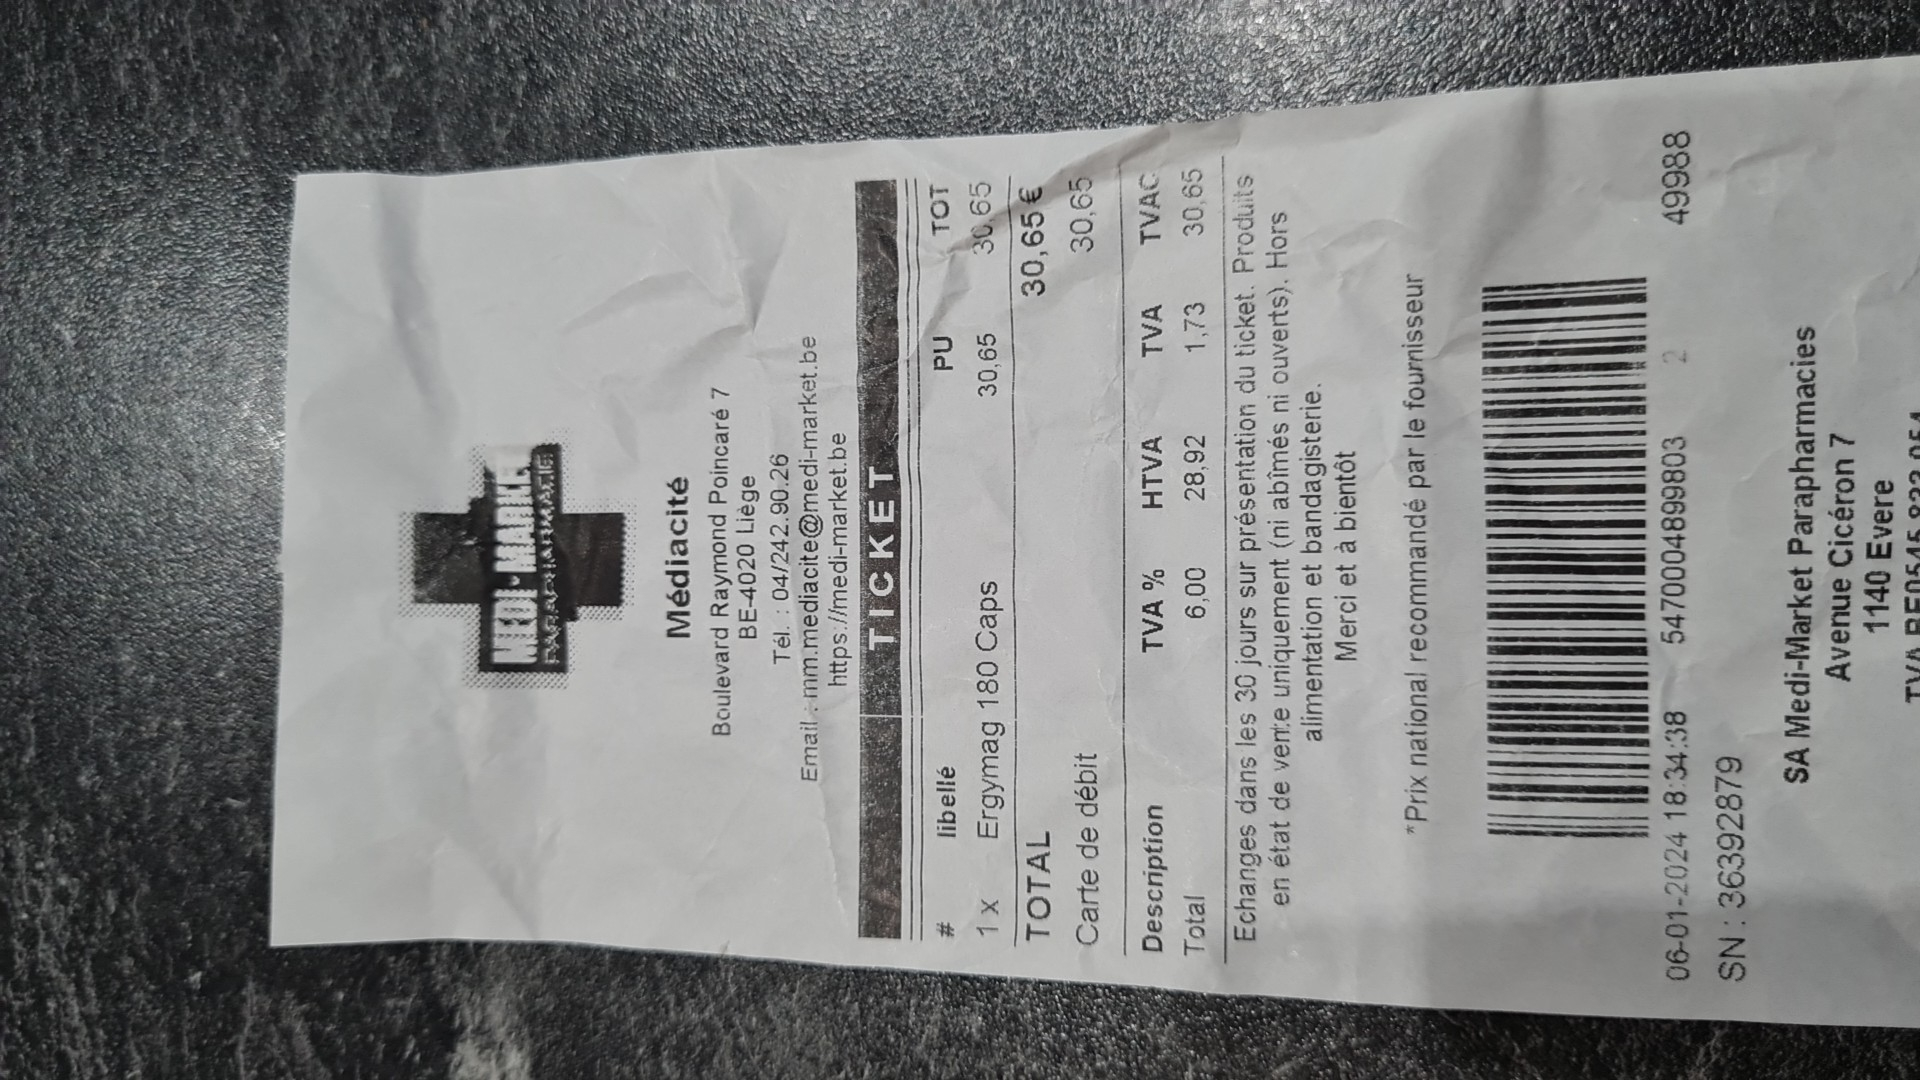 MEDI-MARKET
PARAPHARMACIE
Médiacité
Boulevard Raymond Poincaré 7
BE-4020 Liège
Tél. : 04/242.90.26
Email : mm.mediacite@medi-market.be
https://medi-market.be
TICKET
# libellé PU TOT
1 x Ergymag 180 Caps 30,65 30,65
TOTAL 30,65€
Carte de débit 30,65
Description TVA % HTVA TVA TVAC
Total 6,00 28,92 1,73 30,65
Echanges dans les 30 jours sur présentation du ticket. Produits
en état de vente uniquement (ni abîmés ni ouverts). Hors
alimentation et bandagisterie.
Merci et à bientôt
*Prix national recommandé par le fournisseur
06-01-2024 18:34:38 5470004899803 2 49988
SN : 363928879
SA Medi-Market Parapharmacies
Avenue Cicéron 7
1140 Evere
TVA